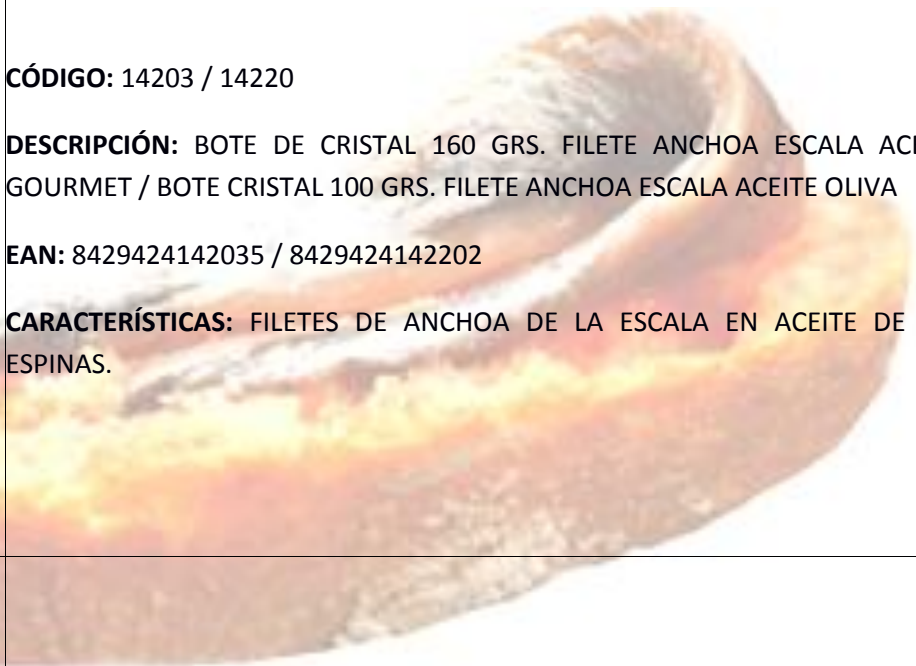 CÓDIGO: 14203 / 14220
DESCRIPCIÓN: BOTE DE CRISTAL 160 GRS. FILETE ANCHOA ESCALA
GOURMET / BOTE CRISTAL 100 GRS. FILETE ANCHOA ESCALA ACEITE OLIVA
EAN: 8429424142035 / 8429424142202
CARACTERÍSTICAS: FILETES DE ANCHOA DE LA ESCALA EN ACEITE DE
ESPINAS.